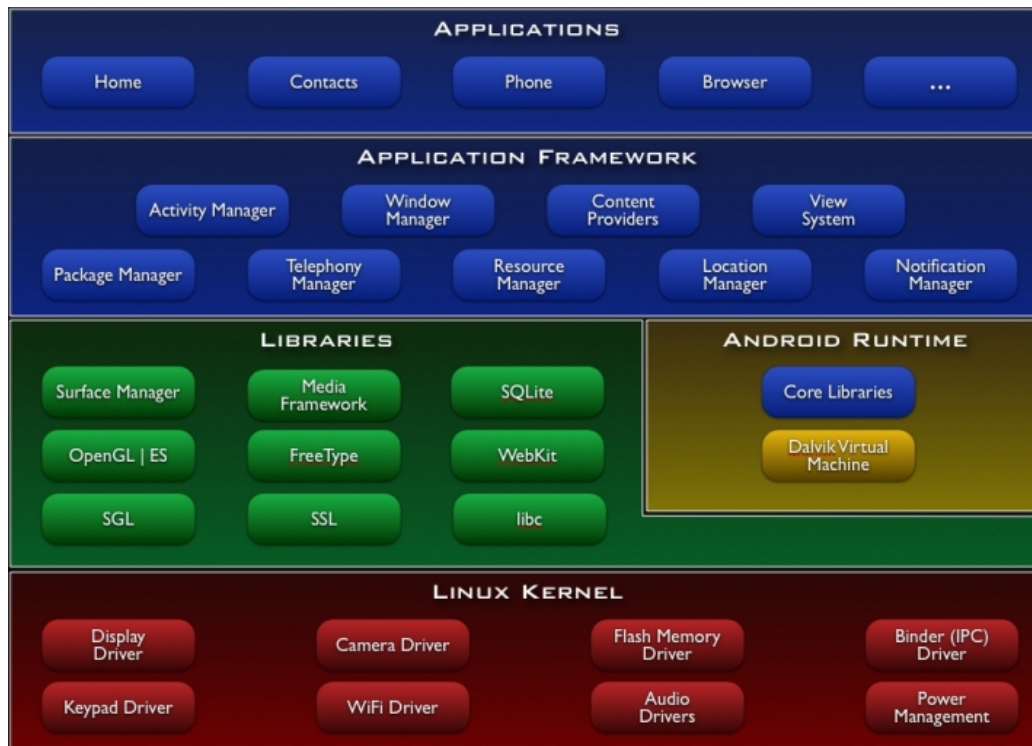 APPLICATIONS
Home
Contacts
Phone
Browser
...
APPLICATION FRAMEWORK
Activity Manager
Window
Manager
Content
Providers
View
System
Package Manager
Telephony
Manager
Resource
Manager
Location
Manager
Notification
Manager
LIBRARIES
Surface Manager
Media
Framework
SQLite
OpenGL | ES
FreeType
WebKit
SGL
SSL
libc
ANDROID RUNTIME
Core Libraries
Dalvik Virtual
Machine
LINUX KERNEL
Display
Driver
Camera Driver
Flash Memory
Driver
Binder (IPC)
Driver
Keypad Driver
WiFi Driver
Audio
Drivers
Power
Management